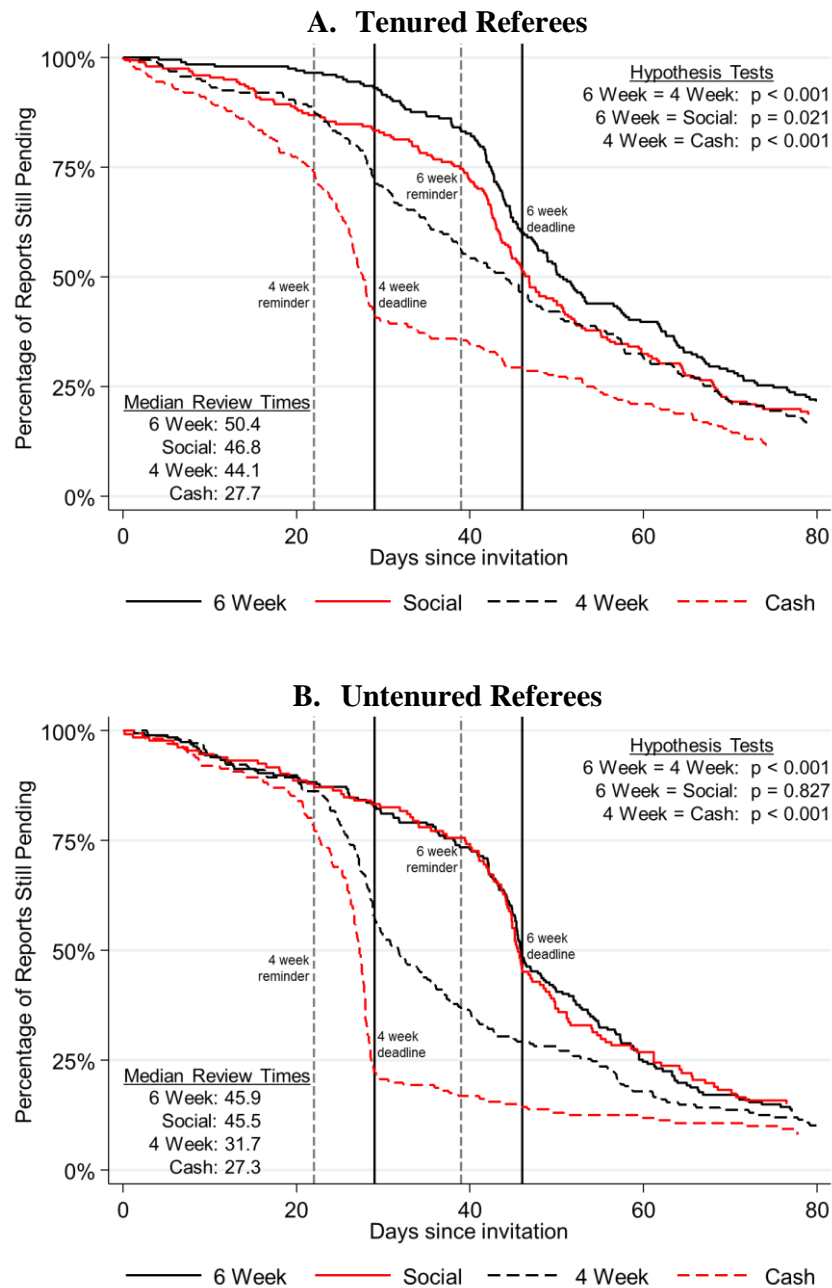 A. Tenured Referees
100%
75%
50%
25%
0%
Percentage of Reports Still Pending
Hypothesis Tests
6 Week = 4 Week: p < 0.001
6 Week = Social: p = 0.021
4 Week = Cash: p < 0.001
6 week
reminder
6 week
deadline
4 week
reminder
4 week
deadline
Median Review Times
6 Week: 50.4
Social: 46.8
4 Week: 44.1
Cash: 27.7
0 20 40 60 80
Days since invitation
6 Week Social 4 Week Cash
B. Untenured Referees
100%
75%
50%
25%
0%
Percentage of Reports Still Pending
Hypothesis Tests
6 Week = 4 Week: p < 0.001
6 Week = Social: p = 0.827
4 Week = Cash: p < 0.001
6 week
reminder
6 week
deadline
4 week
reminder
4 week
deadline
Median Review Times
6 Week: 45.9
Social: 45.5
4 Week: 31.7
Cash: 27.3
0 20 40 60 80
Days since invitation
6 Week Social 4 Week Cash